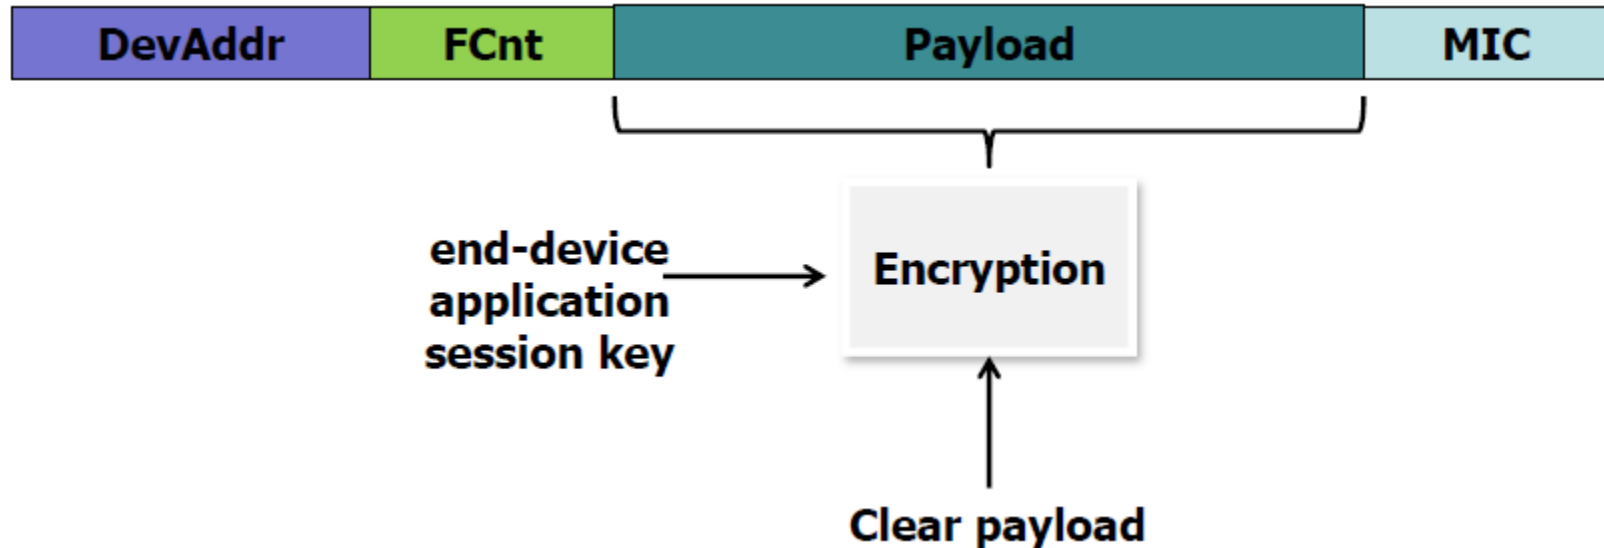 DevAddr FCnt Payload MIC
end-device
application
session key
Encryption
Clear payload